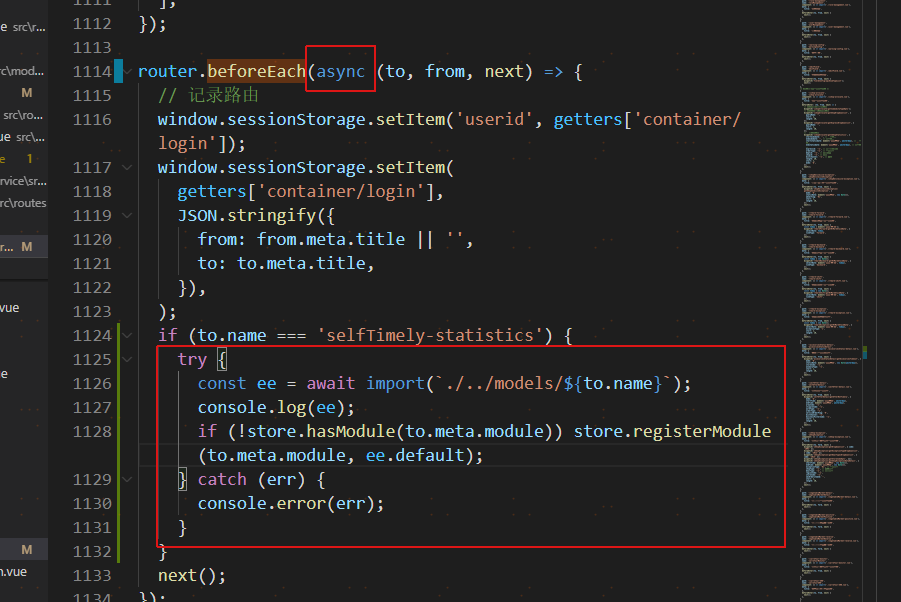 1111 ],
1112 });
1113
e src\r...
1114 router.beforeEach(async (to, from, next) => {
rc\mod...
1115 // 记录路由
M
1116 window.sessionStorage.setItem('userid', getters['container/
src\ro...
login']);
ue src\...
1117 window.sessionStorage.setItem(
e 1
1118 getters['container/login'],
rvice\sr...
1119 JSON.stringify({
rc\routes
1120 from: from.meta.title || '',
r... M
1121 to: to.meta.title,
1122 }),
1123 );
vue
1124 if (to.name === 'selfTimely-statistics') {
1125 try {
e
1126 const ee = await import(`./../models/${to.name}`);
1127 console.log(ee);
1128 if (!store.hasModule(to.meta.module)) store.registerModule
(to.meta.module, ee.default);
1129 } catch (err) {
1130 console.error(err);
1131 }
1132 }
M
1133 next();
n.vue
1134 });